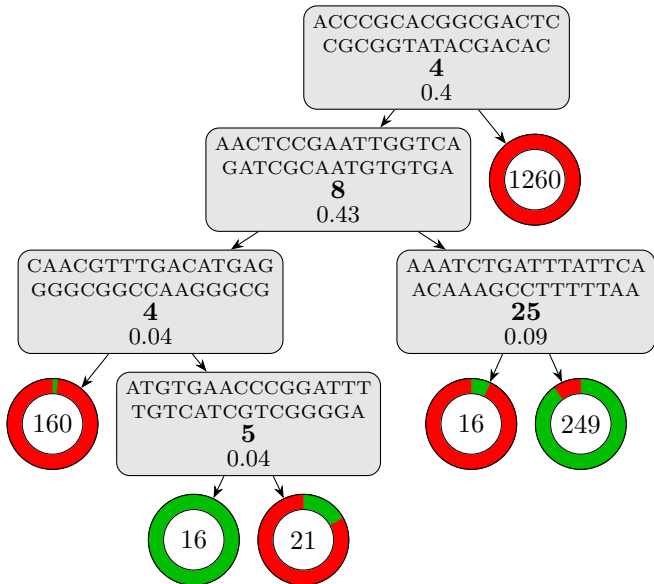 ACCCGCACGGCGACTC
CGCGGTATACGACAC
4
0.4
AACTCCGAATTGGTCA
GATCGCAATGTGTGA
8
0.43
1260
CAACGTTTGACATGAG
GGGCGGCCAAGGGCG
4
0.04
AAATCTGATTTATTCA
ACAAAGCCTTTTTAA
25
0.09
160
ATGTGAACCCGGATTT
TGTCATCGTCGGGGA
5
0.04
16
249
16
21